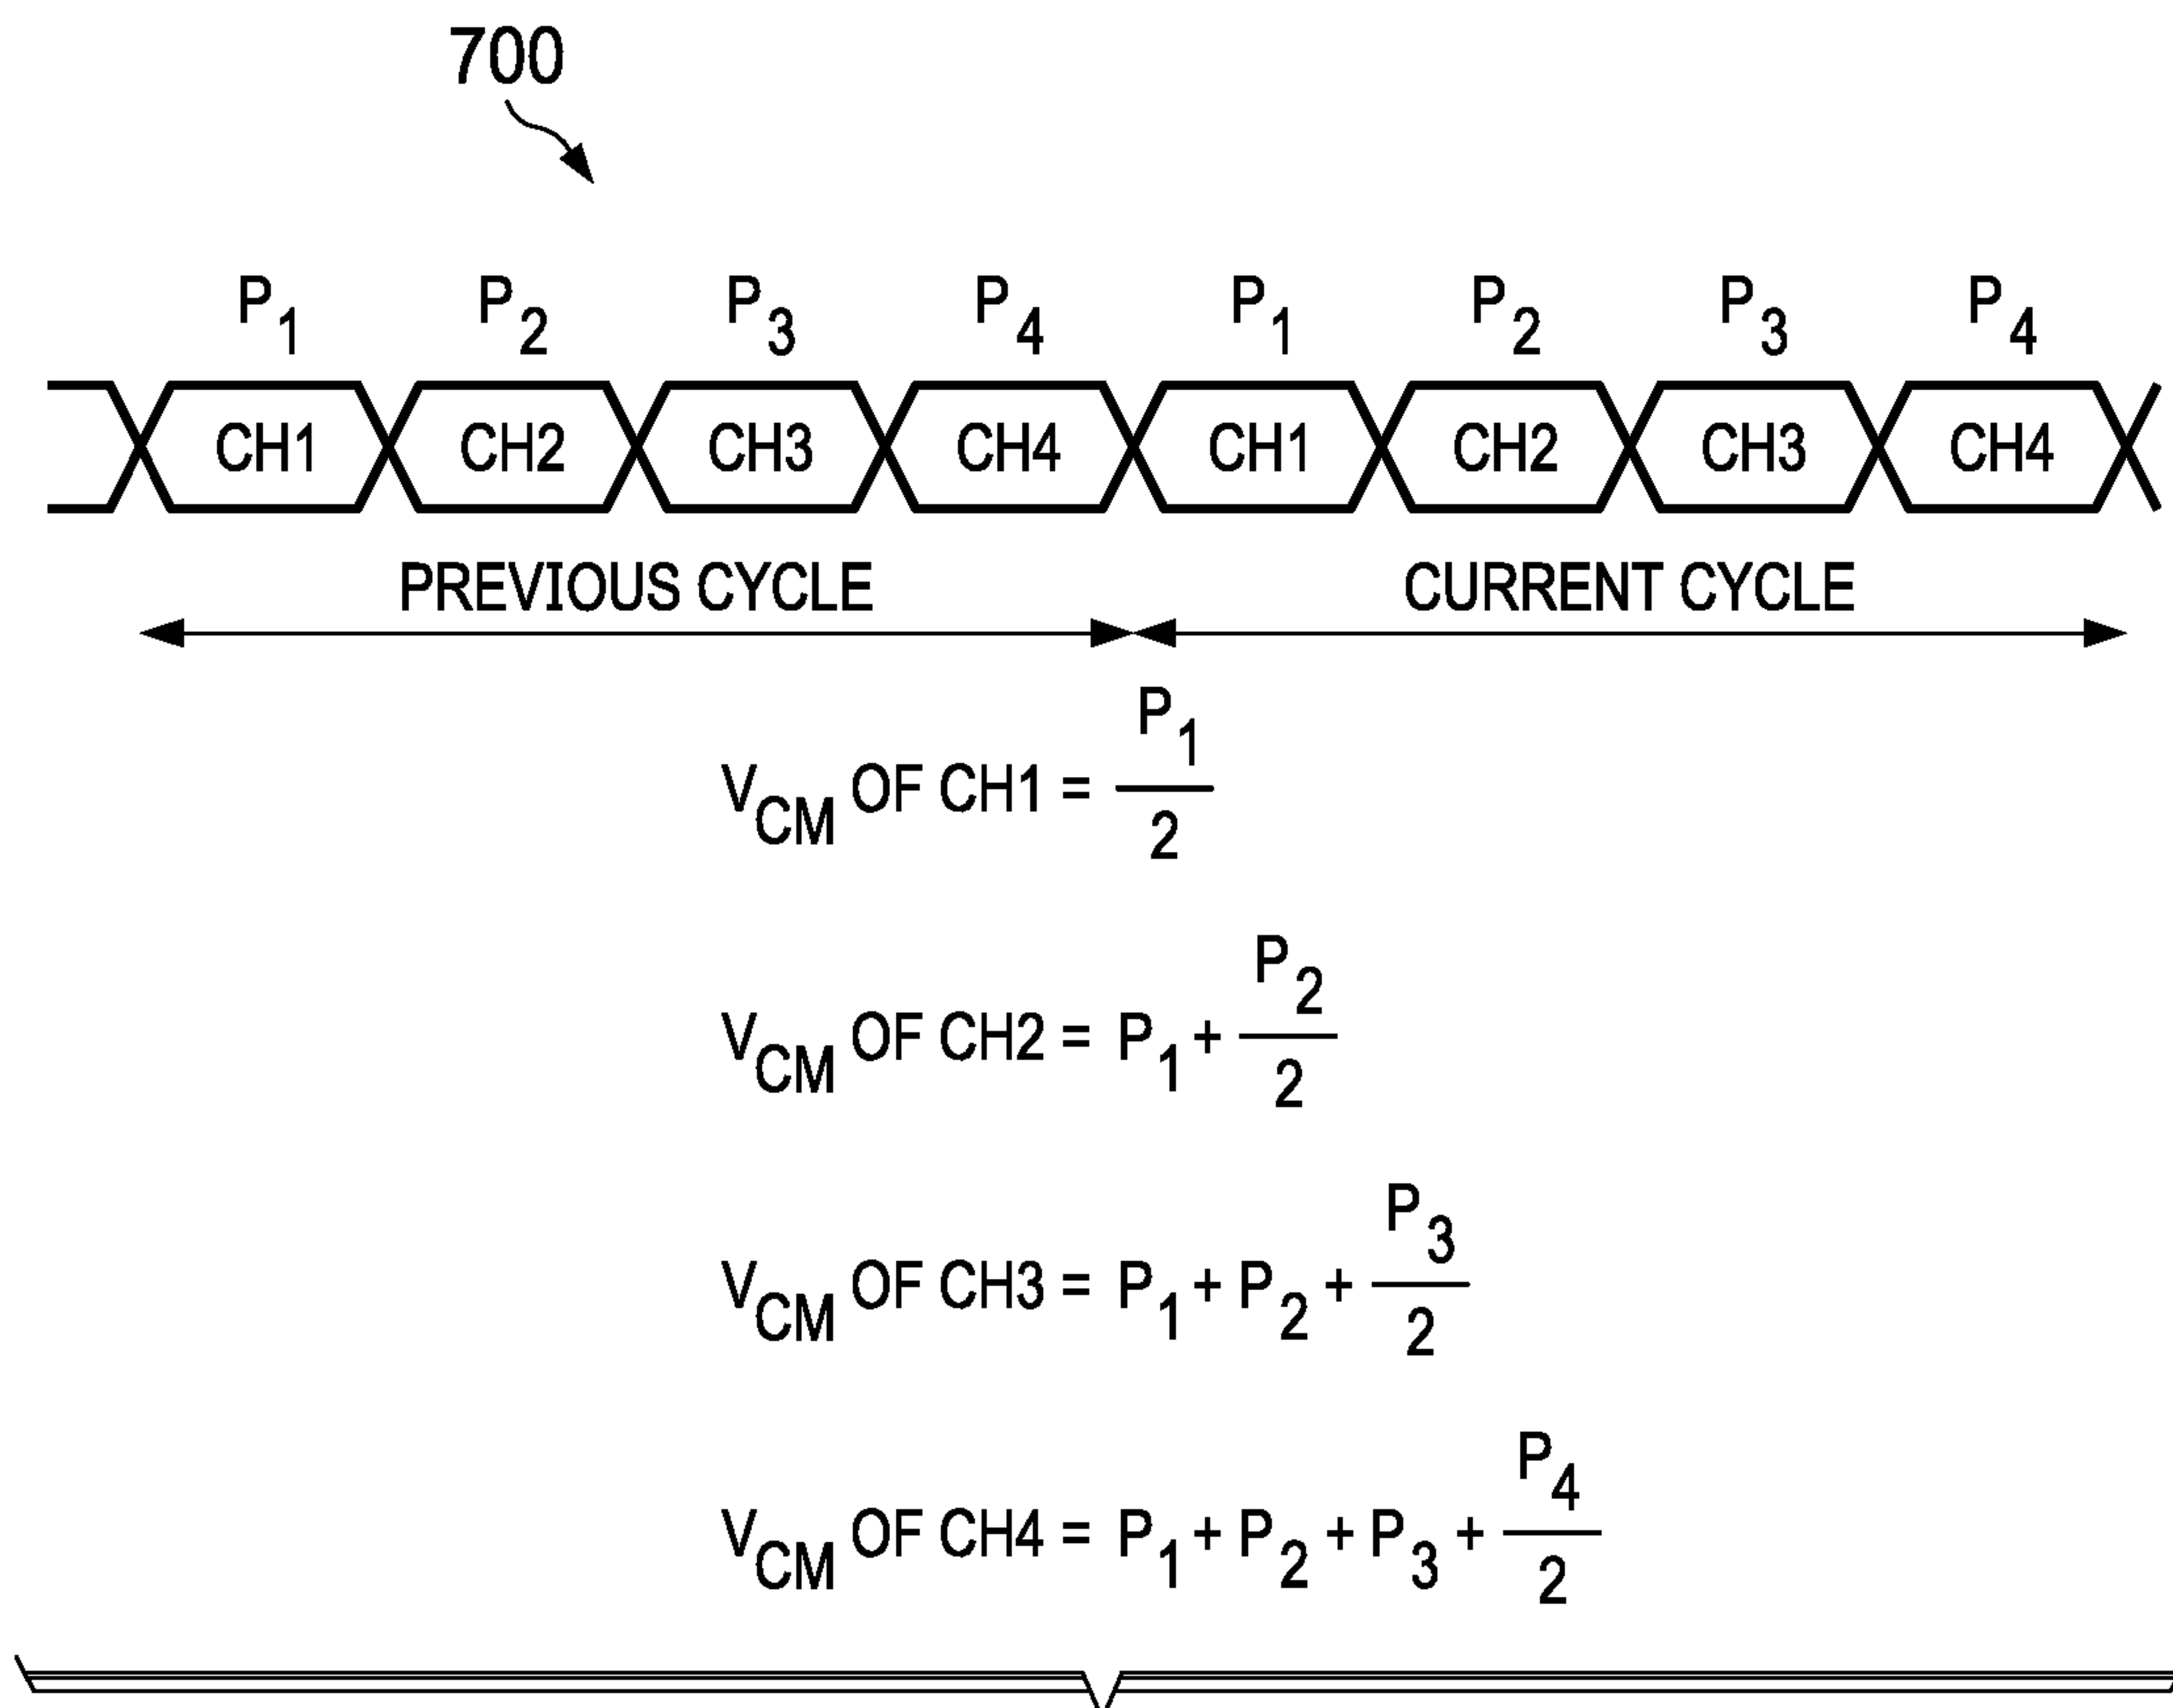 700
P1 P2 P3 P4 P1 P2 P3 P4
CH1 CH2 CH3 CH4 CH1 CH2 CH3 CH4
PREVIOUS CYCLE CURRENT CYCLE
VCM OF CH1 = P1/2
VCM OF CH2 = P1 + P2/2
VCM OF CH3 = P1 + P2 + P3/2
VCM OF CH4 = P1 + P2 + P3 + P4/2